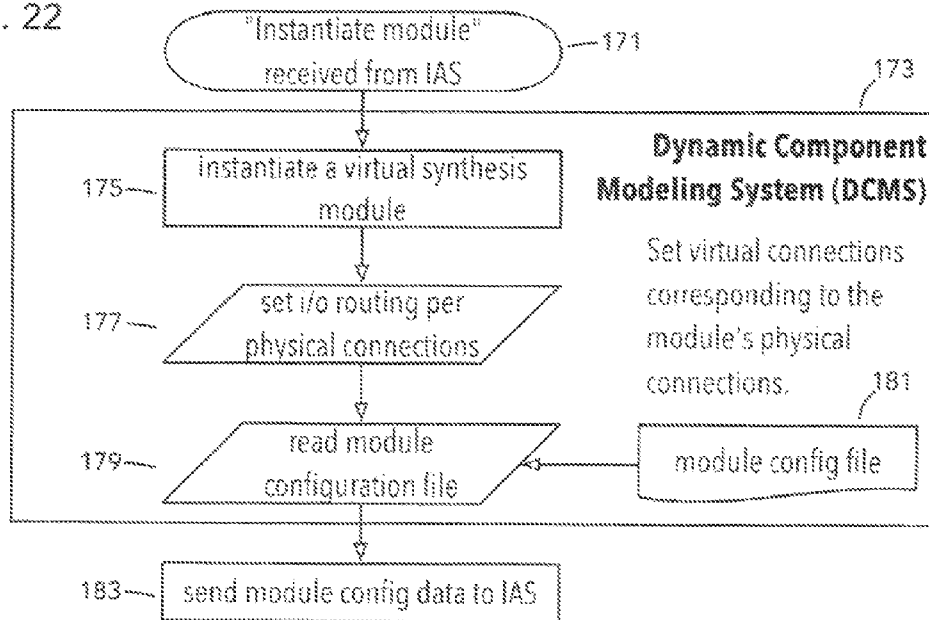 . 22
"Instantiate module"
received from IAS
171
173
Dynamic Component
Modeling System (DCMS)
175
instantiate a virtual synthesis
module
Set virtual connections
corresponding to the
module's physical
connections.
177
set i/o routing per
physical connections
181
179
read module
configuration file
module config file
183
send module config data to IAS